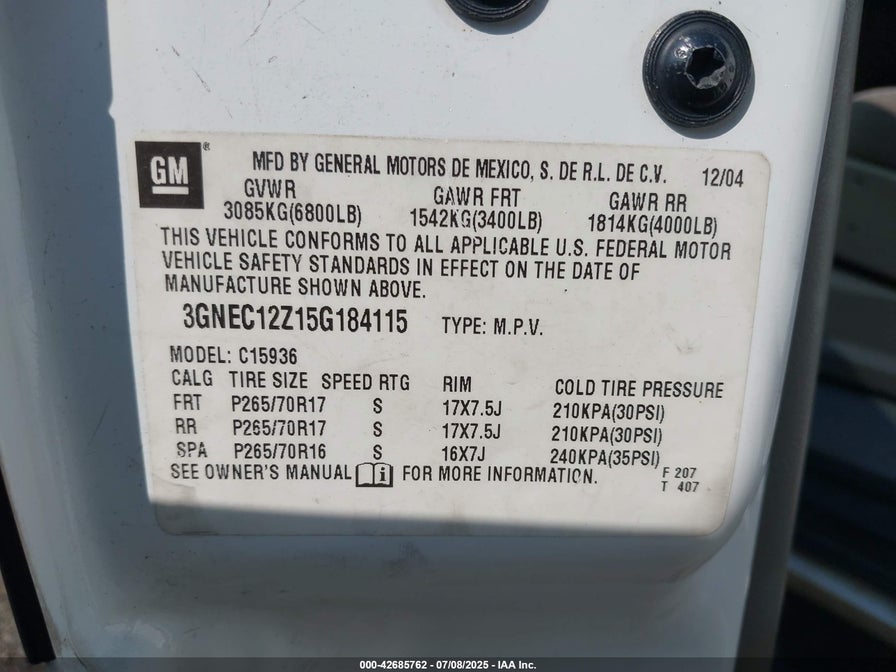 GM ®
MFD BY GENERAL MOTORS DE MEXICO, S. DE R.L. DE C.V. 12/04
GVWR GAWR FRT GAWR RR
3085KG(6800LB) 1542KG(3400LB) 1814KG(4000LB)
THIS VEHICLE CONFORMS TO ALL APPLICABLE U.S. FEDERAL MOTOR
VEHICLE SAFETY STANDARDS IN EFFECT ON THE DATE OF
MANUFACTURE SHOWN ABOVE.
3GNEC12Z15G184115 TYPE: M.P.V.
MODEL: C15936
CALG TIRE SIZE SPEED RTG RIM COLD TIRE PRESSURE
FRT P265/70R17 S 17X7.5J 210KPA(30PSI)
RR P265/70R17 S 17X7.5J 210KPA(30PSI)
SPA P265/70R16 S 16X7J 240KPA(35PSI)
SEE OWNER'S MANUAL i FOR MORE INFORMATION.
F 207
T 407
000-42685762 - 07/08/2025 - IAA Inc.